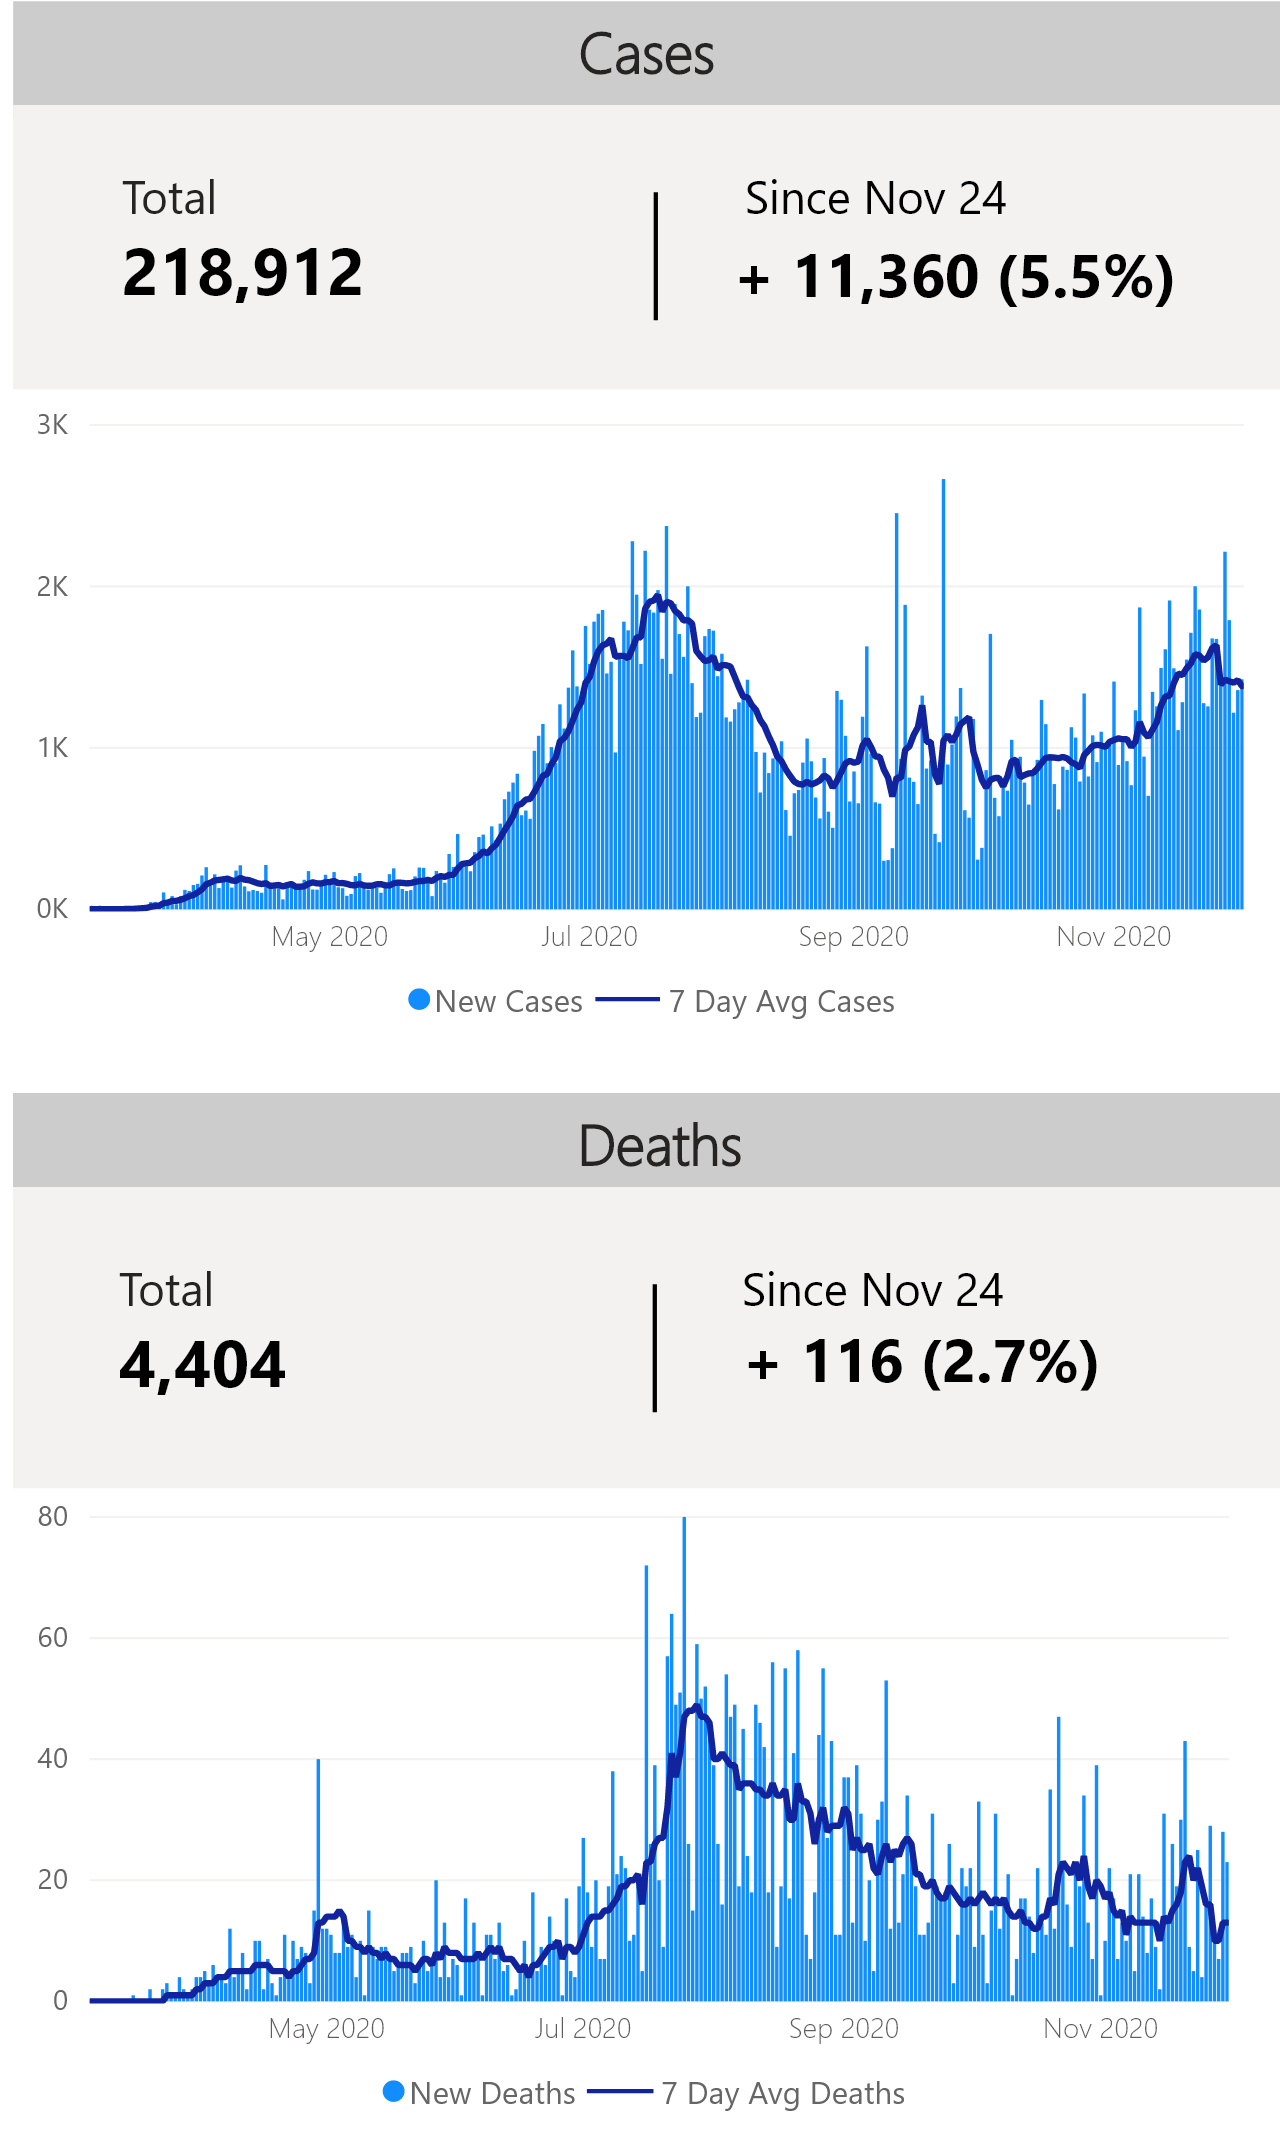 Cases
Total
Since Nov 24
218,912
+ 11,360 (5.5%)
3K
2K
1K
0K
May 2020
Jul 2020
Sep 2020
Nov 2020
New Cases
7 Day Avg Cases
Deaths
Total
Since Nov 24
4,404
+ 116 (2.7%)
80
60
40
20
0
May 2020
Jul 2020
Sep 2020
Nov 2020
New Deaths
7 Day Avg Deaths